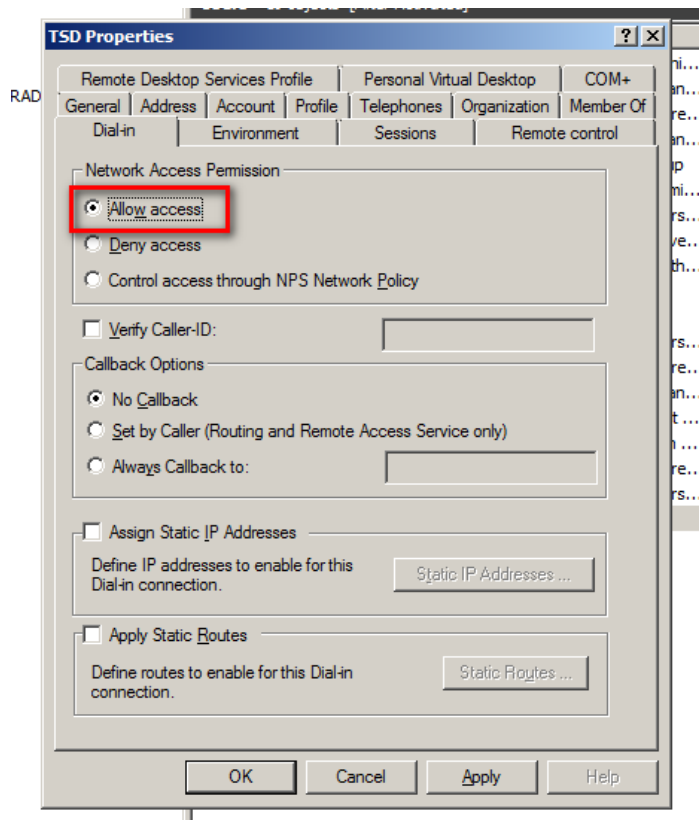 TSD Properties
Remote Desktop Services Profile Personal Virtual Desktop COM+
General Address Account Profile Telephones Organization Member Of
Dial-in Environment Sessions Remote control
RAD
Network Access Permission
Allow access
Deny access
Control access through NPS Network Policy
Verify Caller-ID:
Callback Options
No Callback
Set by Caller (Routing and Remote Access Service only)
Always Callback to:
Assign Static IP Addresses
Define IP addresses to enable for this
Dial-in connection.
Static IP Addresses ...
Apply Static Routes
Define routes to enable for this Dial-in
connection.
Static Routes ...
OK Cancel Apply Help